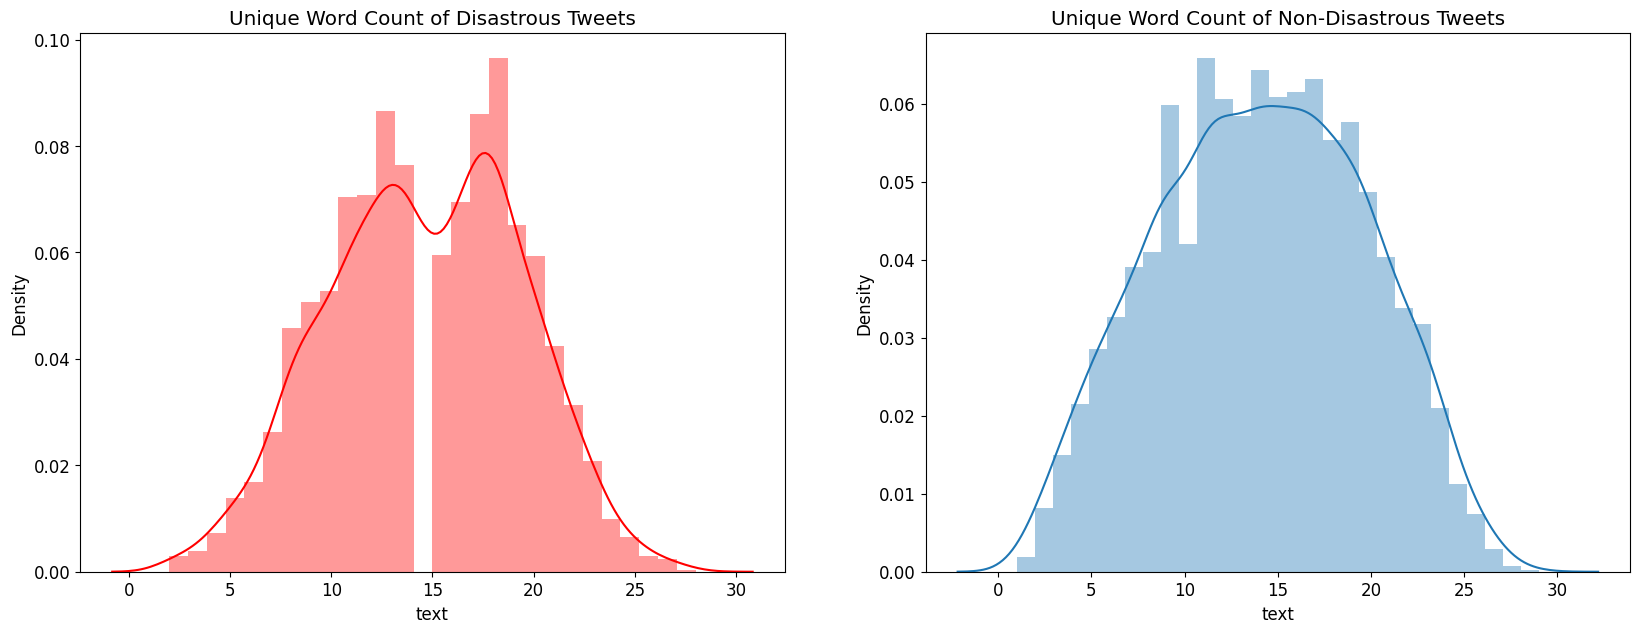 Unique Word Count of Disastrous Tweets
0.10
0.08
0.06
0.04
0.02
0.00
Density
0 5 10 15 20 25 30
text
Unique Word Count of Non-Disastrous Tweets
0.06
0.05
0.04
0.03
0.02
0.01
0.00
Density
0 5 10 15 20 25 30
text